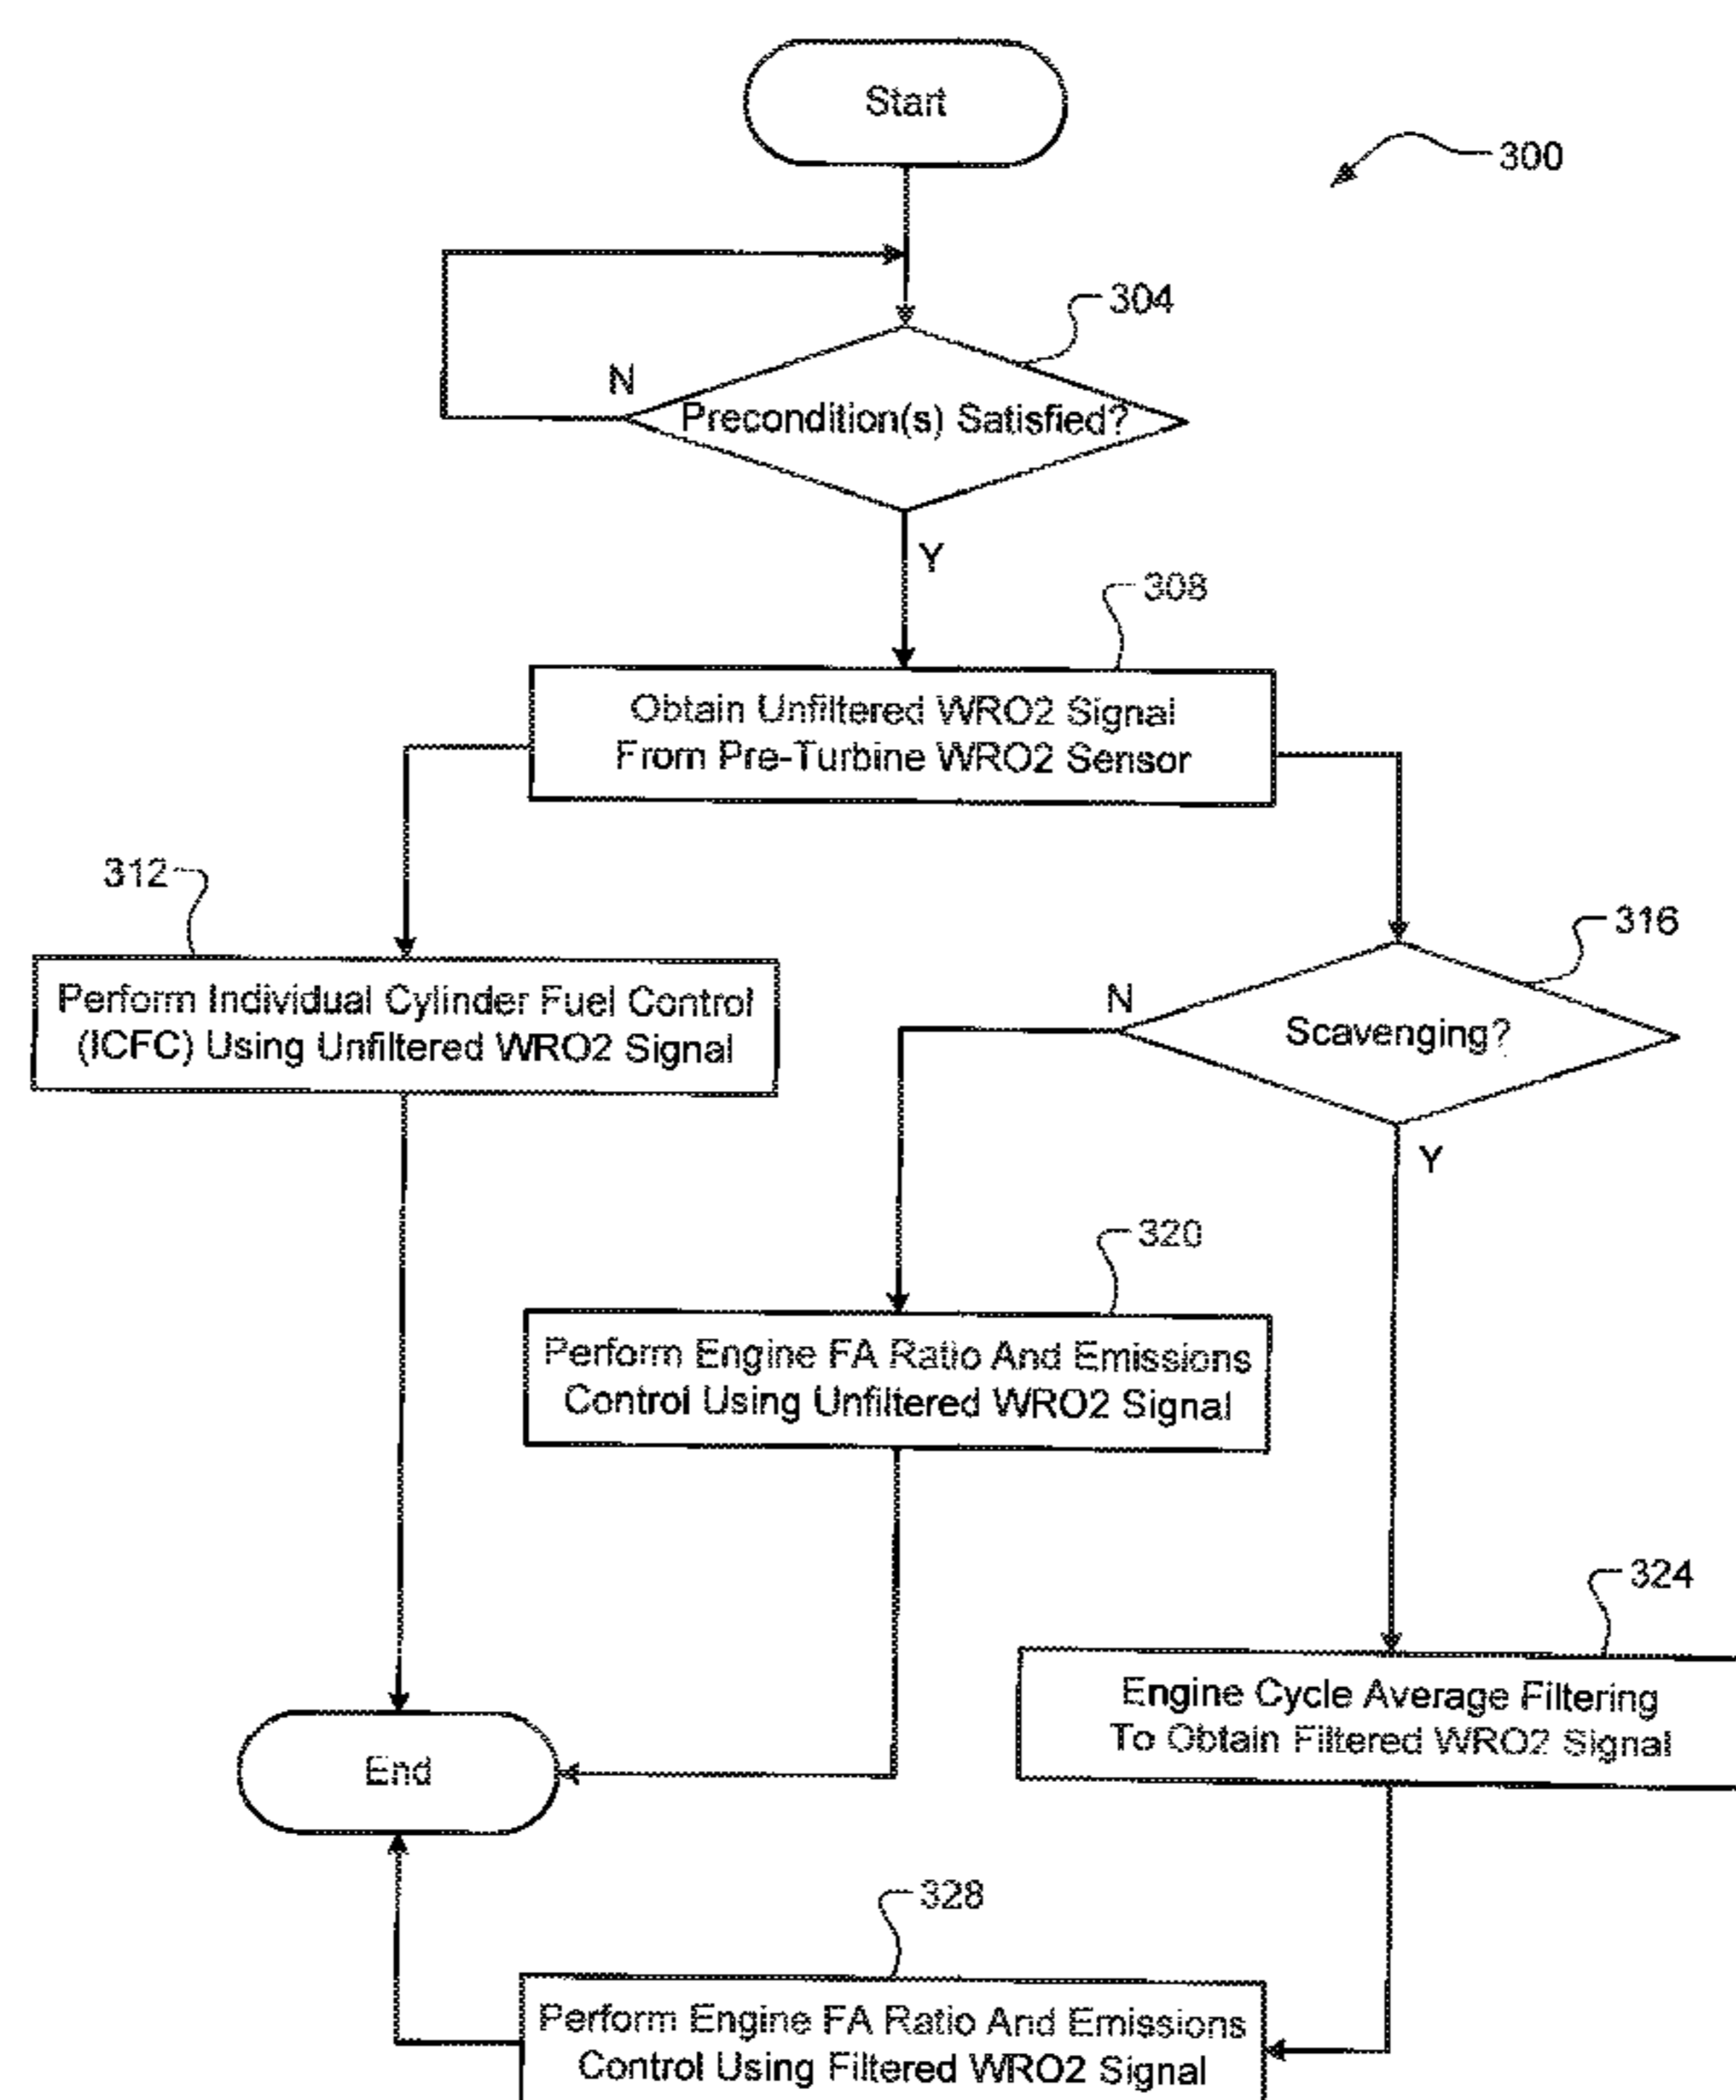 Start
300
304
N
Precondition(s) Satisfied?
Y
308
Obtain Unfiltered WRO2 Signal
From Pre-Turbine WRO2 Sensor
312
316
Perform Individual Cylinder Fuel Control
(ICFC) Using Unfiltered WRO2 Signal
N
Scavenging?
Y
320
Perform Engine FA Ratio And Emissions
Control Using Unfiltered WRO2 Signal
324
Engine Cycle Average Filtering
To Obtain Filtered WRO2 Signal
End
328
Perform Engine FA Ratio And Emissions
Control Using Filtered WRO2 Signal